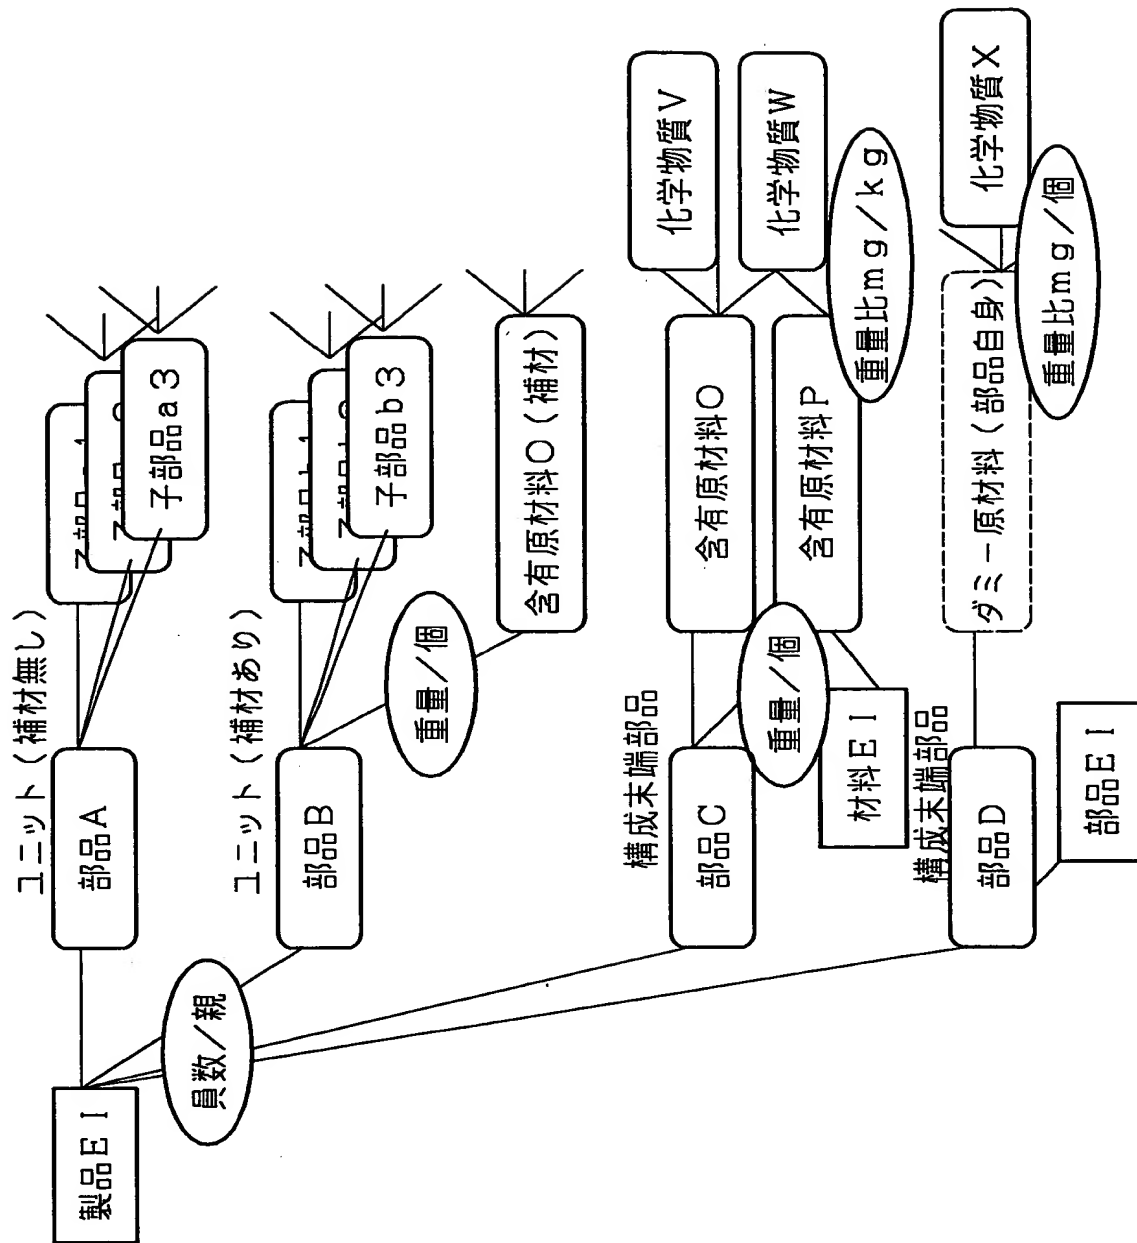 製品EI
員数/親
ユニット(補材無し)
部品A
子部品a3
ユニット(補材あり)
部品B
子部品b3
重量/個
含有原材料O(補材)
構成末端部品
部品C
重量/個
材料EI
含有原材料O
含有原材料P
化学物質V
化学物質W
重量比mg/kg
構成末端部品
部品D
部品EI
ダミー原材料(部品自身)
化学物質X
重量比mg/個